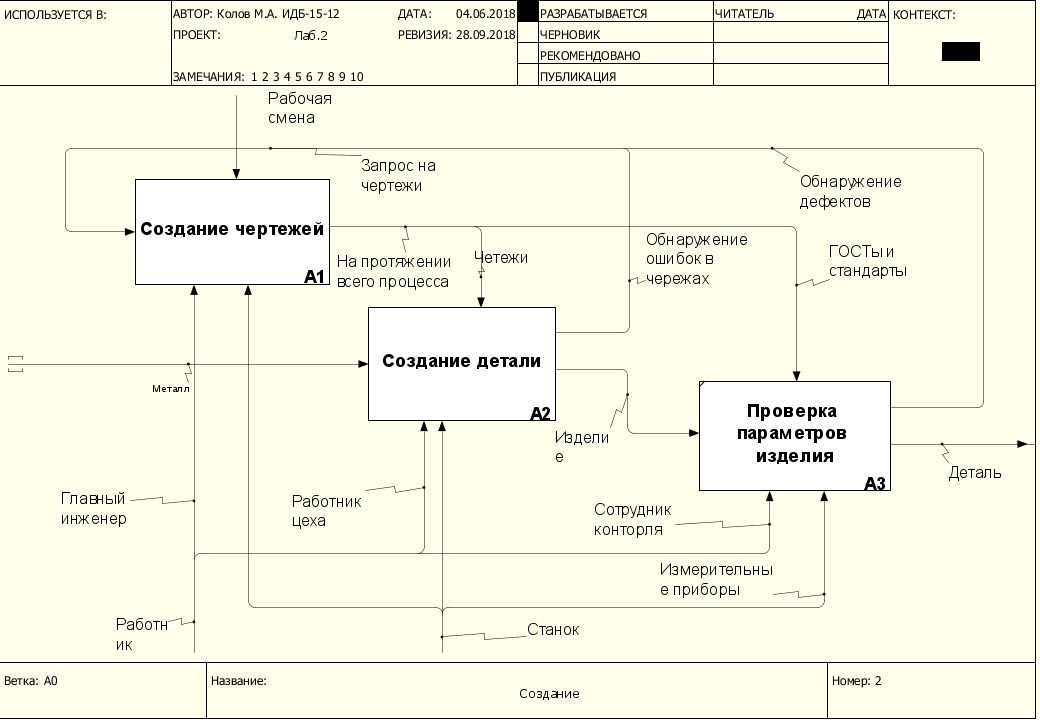 ИСПОЛЬЗУЕТСЯ В:
АВТОР: Колов М.А. ИДБ-15-12
ДАТА: 04.06.2018
ПРОЕКТ: Лаб.2
РЕВИЗИЯ: 28.09.2018
ЗАМЕЧАНИЯ: 1 2 3 4 5 6 7 8 9 10
РАЗРАБАТЫВАЕТСЯ
ЧЕРНОВИК
РЕКОМЕНДОВАНО
ПУБЛИКАЦИЯ
ЧИТАТЕЛЬ
ДАТА
КОНТЕКСТ:
Рабочая
смена
Запрос на
чертежи
Обнаружение
дефектов
Создание чертежей
A1
На протяжении
всего процесса
Четежи
Обнаружение
ошибок в
чережах
ГОСТы и
стандарты
Создание детали
A2
Металл
Проверка
параметров
изделия
A3
Издели
е
Деталь
Главный
инженер
Работник
цеха
Сотрудник
конторля
Измерительны
е приборы
Работн
ик
Станок
Ветка: A0
Название:
Создание
Номер: 2